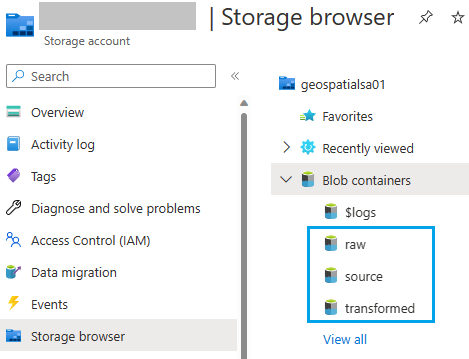 | Storage browser
Storage account
Search
Overview
Activity log
Tags
Diagnose and solve problems
Access Control (IAM)
Data migration
Events
Storage browser
geospatialsa01
Favorites
Recently viewed
Blob containers
$logs
raw
source
transformed
View all